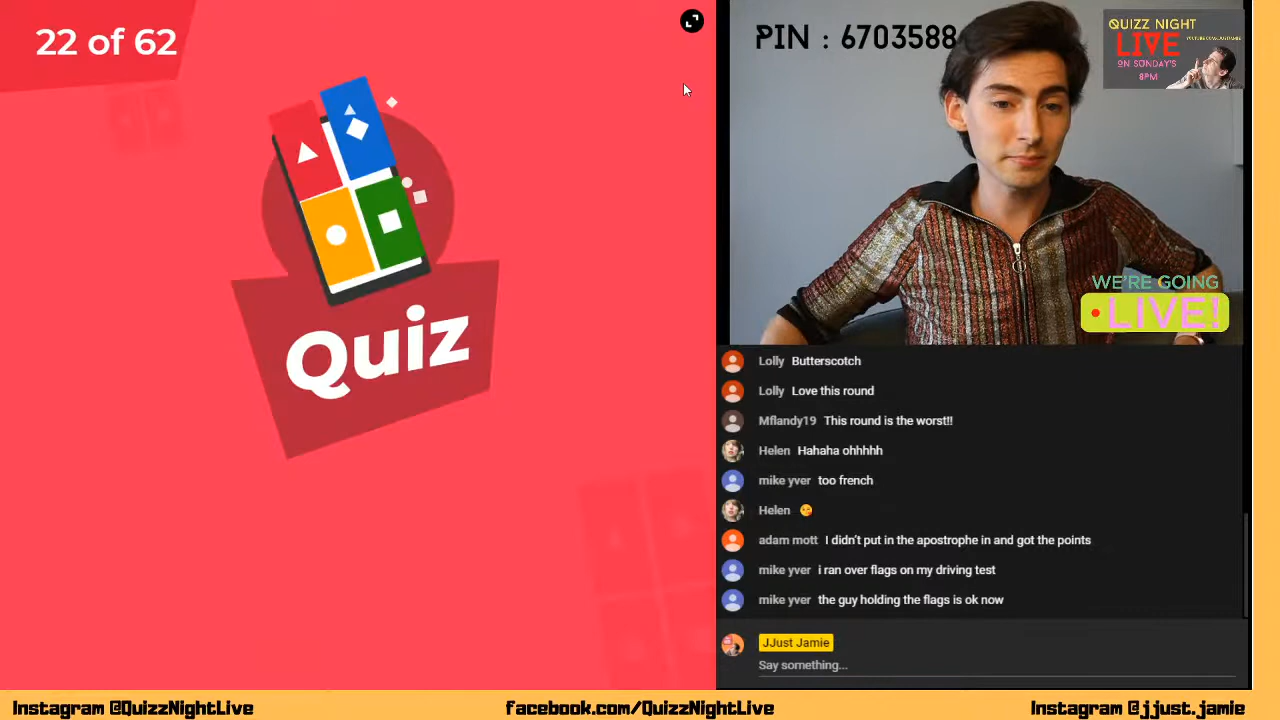 22 of 62
Quiz
PIN : 6703588
QUIZZ NIGHT
LIVE
ON SUNDAY'S
8PM
WE'RE GOING
LIVE!
Lolly Butterscotch
Lolly Love this round
Mflandy19 This round is the worst!!
Helen Hahaha ohhhhh
mike yver too french
Helen 😘
adam mott I didn't put in the apostrophe in and got the points
mike yver i ran over flags on my driving test
mike yver the guy holding the flags is ok now
JJust Jamie
Say something...
Instagram @QuizzNightLive
facebook.com/QuizzNightLive
Instagram @jjust.jamie